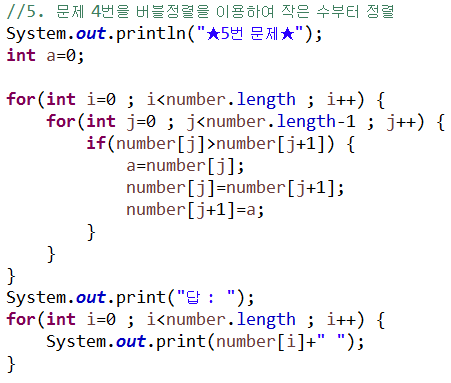 //5. 문제 4번을 버블정렬을 이용하여 작은 수부터 정렬
System.out.println("★5번 문제★");
int a=0;
for(int i=0 ; i<number.length ; i++) {
for(int j=0 ; j<number.length-1 ; j++) {
if(number[j]>number[j+1]) {
a=number[j];
number[j]=number[j+1];
number[j+1]=a;
}
}
}
System.out.print("답 : ");
for(int i=0 ; i<number.length ; i++) {
System.out.print(number[i]+" ");
}